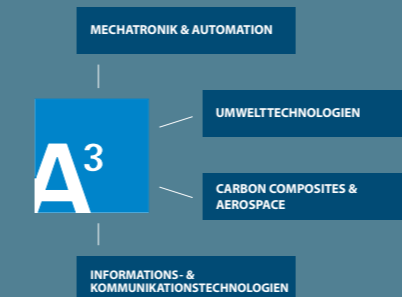 MECHATRONIK & AUTOMATION
UMWELTTECHNOLOGIEN
A³
CARBON COMPOSITES &
AEROSPACE
INFORMATIONS- &
KOMMUNIKATIONSTECHNOLOGIEN